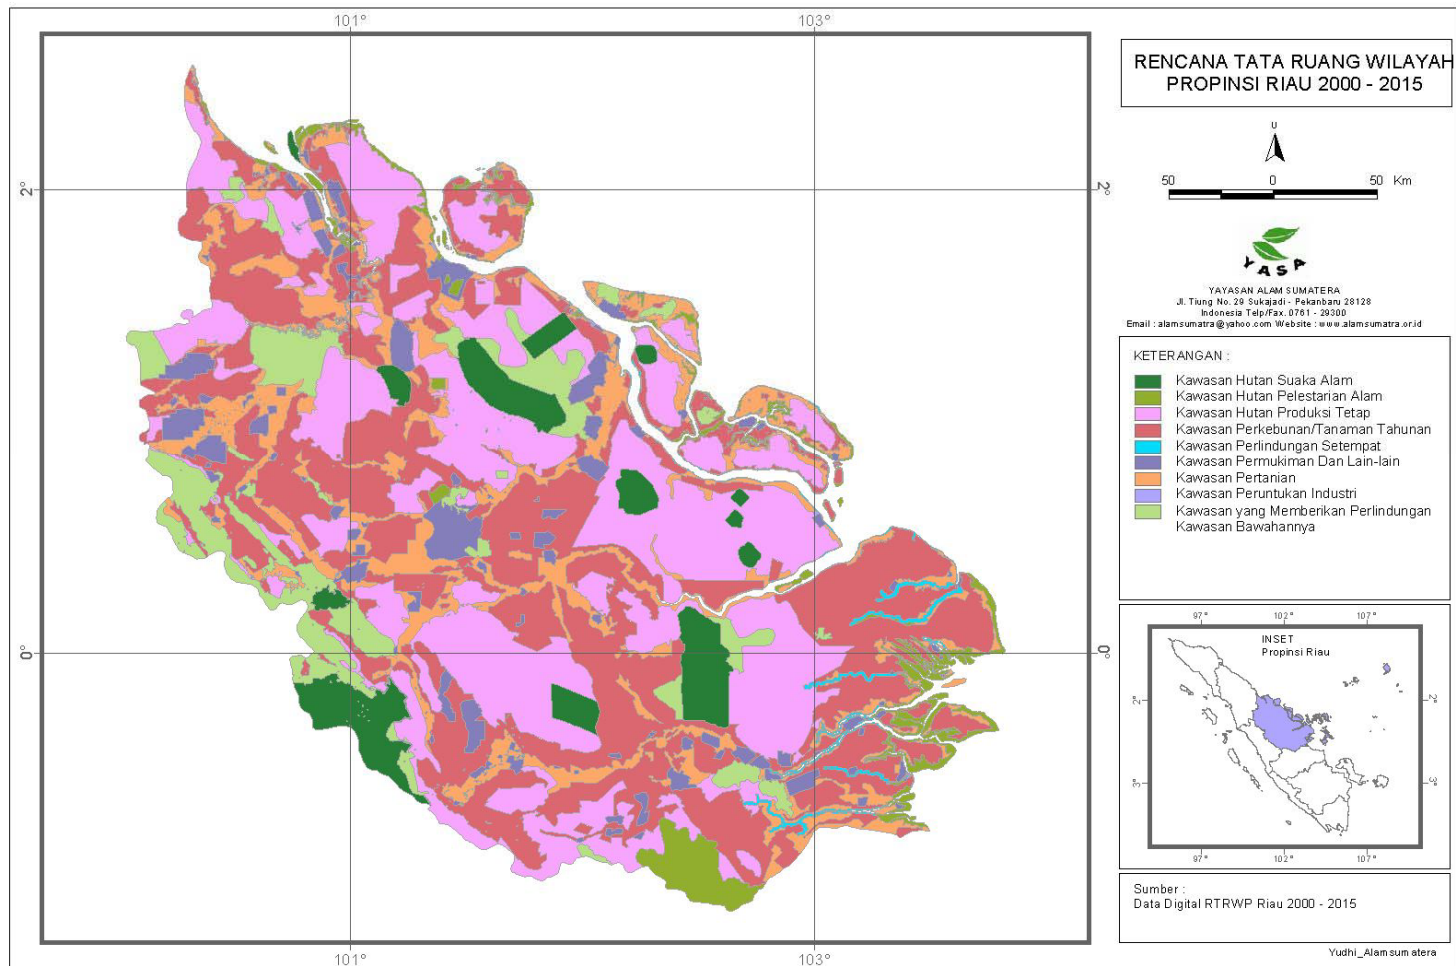 101° 103°
RENCANA TATA RUANG WILAYAH
PROPINSI RIAU 2000 - 2015
U
50 0 50 Km
YASA
YAYASAN ALAM SUMATERA
Jl. Tiung No. 29 Sukajadi - Pekanbaru 28128
Indonesia Telp/Fax. 0761 - 29300
Email : alamsumatra@yahoo.com Website : www.alamsumatra.or.id
KETERANGAN :
Kawasan Hutan Suaka Alam
Kawasan Hutan Pelestarian Alam
Kawasan Hutan Produksi Tetap
Kawasan Perkebunan/Tanaman Tahunan
Kawasan Perlindungan Setempat
Kawasan Permukiman Dan Lain-lain
Kawasan Pertanian
Kawasan Peruntukan Industri
Kawasan yang Memberikan Perlindungan
Kawasan Bawahannya
2° 2°
0° 0°
101° 103°
97° 102° 107°
INSET
Propinsi Riau
2° 2°
3° 3°
97° 102° 107°
Sumber :
Data Digital RTRWP Riau 2000 - 2015
Yudhi_Alamsumatera